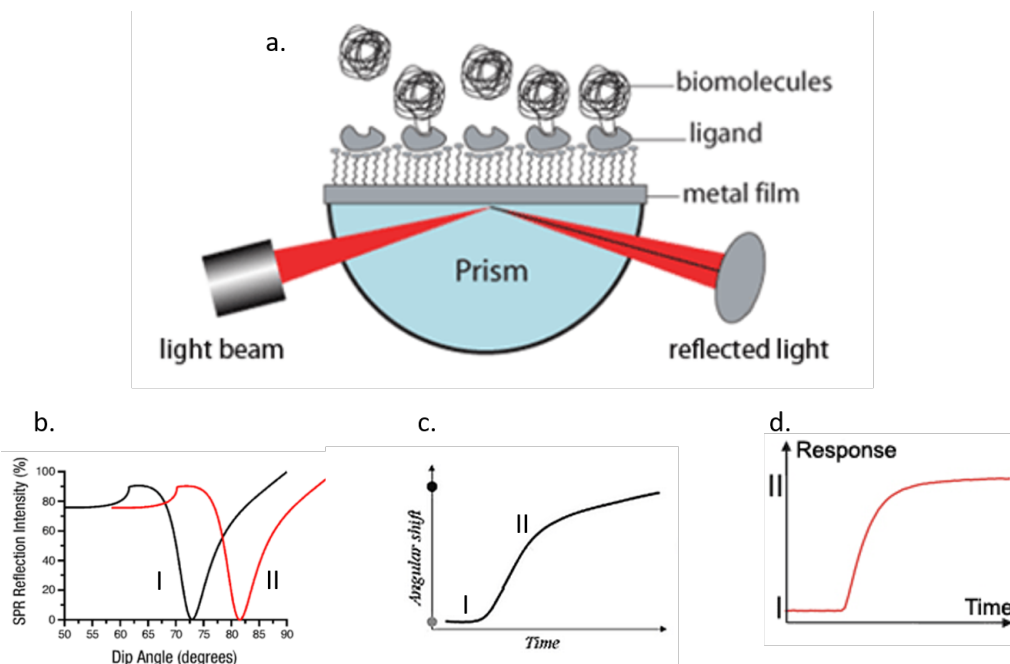 a.
biomolecules
ligand
metal film
Prism
light beam
reflected light
b.
SPR Reflection Intensity (%)
100
80
60
40
20
0
I
II
50 55 60 65 70 75 80 85 90
Dip Angle (degrees)
c.
Angular shift
I
II
Time
d.
Response
II
I
Time